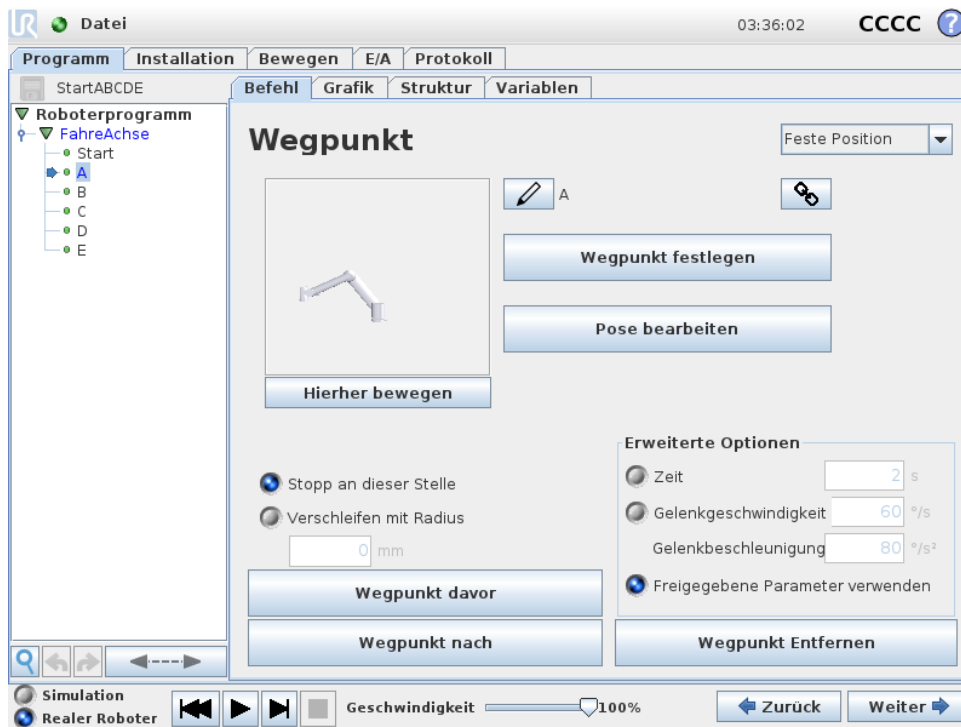 UR Datei 03:36:02 CCCC ?
Programm Installation Bewegen E/A Protokoll
StartABCDE
Befehl Grafik Struktur Variablen
Roboterprogramm
FahreAchse
Start
A
B
C
D
E
Wegpunkt
Feste Position
A
Wegpunkt festlegen
Pose bearbeiten
Hierher bewegen
Stopp an dieser Stelle
Verschleifen mit Radius
0 mm
Erweiterte Optionen
Zeit 2 s
Gelenkgeschwindigkeit 60 °/s
Gelenkbeschleunigung 80 °/s²
Freigegebene Parameter verwenden
Wegpunkt davor
Wegpunkt nach
Wegpunkt Entfernen
Simulation
Realer Roboter
Geschwindigkeit 100%
Zurück
Weiter